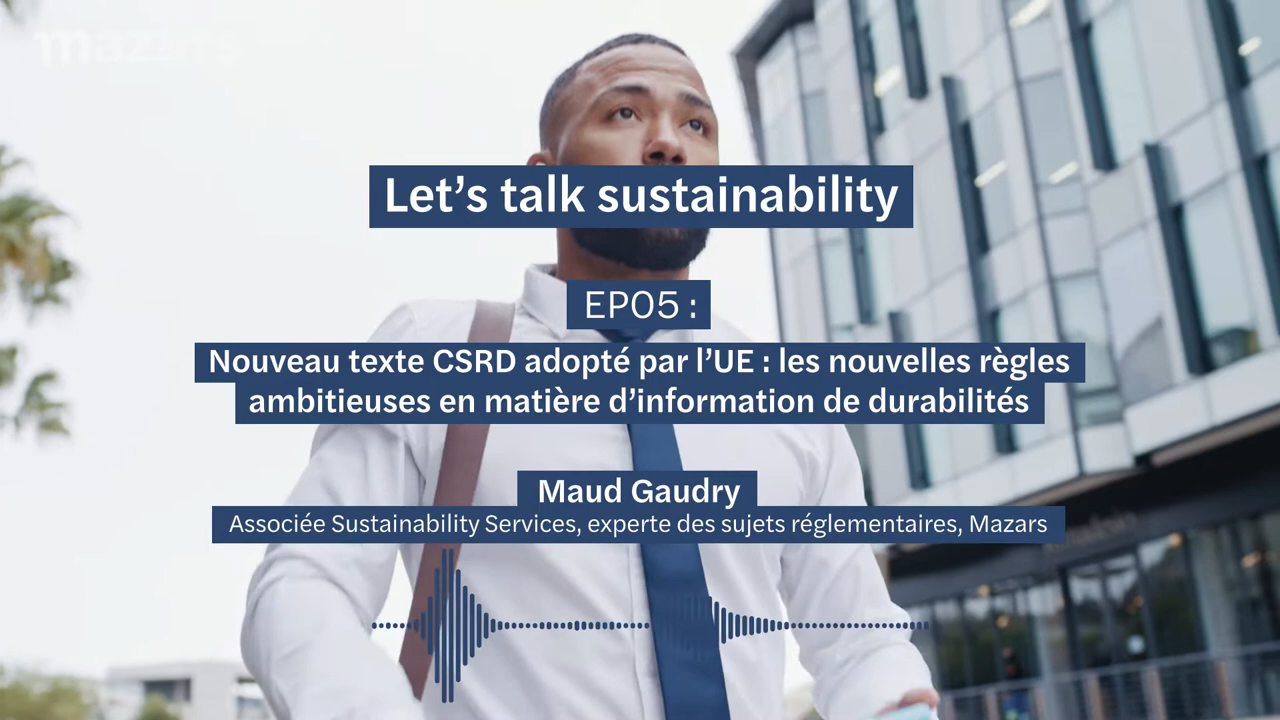 mazars
Let's talk sustainability
EP05 :
Nouveau texte CSRD adopté par l'UE : les nouvelles règles
ambitieuses en matière d'information de durabilités
Maud Gaudry
Associée Sustainability Services, experte des sujets réglementaires, Mazars